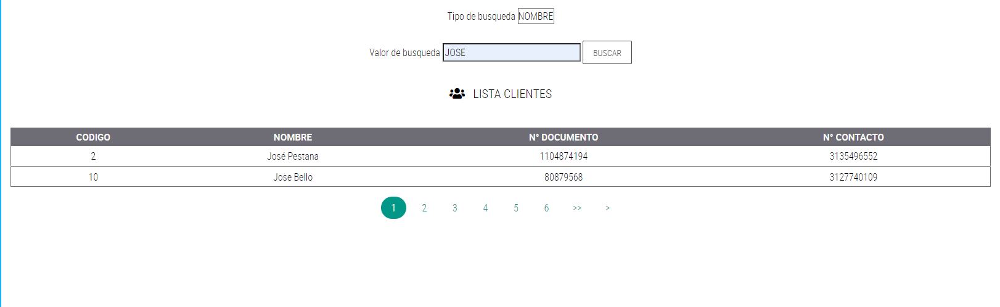 Tipo de busqueda NOMBRE
Valor de busqueda JOSE BUSCAR
LISTA CLIENTES
CODIGO NOMBRE N° DOCUMENTO N° CONTACTO
2 José Pestana 1104874194 3135496552
10 Jose Bello 80879568 3127740109
1 2 3 4 5 6 >> >